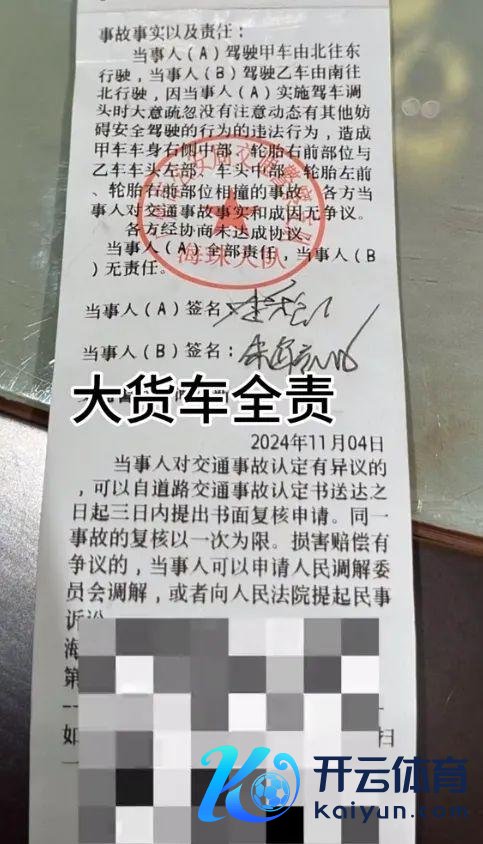 事故事实以及责任：
当事人(A)驾驶甲车由北往东
行驶，当事人(B)驾驶乙车由南往
北行驶，因当事人(A)实施驾车调
头时大意疏忽没有注意动态有其他妨
碍安全驾驶的行为的违法行为，造成
甲车车身右侧中部、轮胎右前部位与
乙车车头左部、车头中部、轮胎左前
、轮胎右前部位相撞的事故。各方当
事人对交通事故事实和成因无争议。
各方经协商未达成协议。
当事人(A)全部责任，当事人(B
)无责任。
海珠大队
当事人(A)签名：
当事人(B)签名：
大货车全责
2024年11月04日
当事人对交通事故认定有异议的
，可以自道路交通事故认定书送达之
日起三日内提出书面复核申请。同一
事故的复核以一次为限。损害赔偿有
争议的，当事人可以申请人民调解委
员会调解，或者向人民法院提起民事
诉讼
海
第
如
扫
开云体育
Kaiyun.com